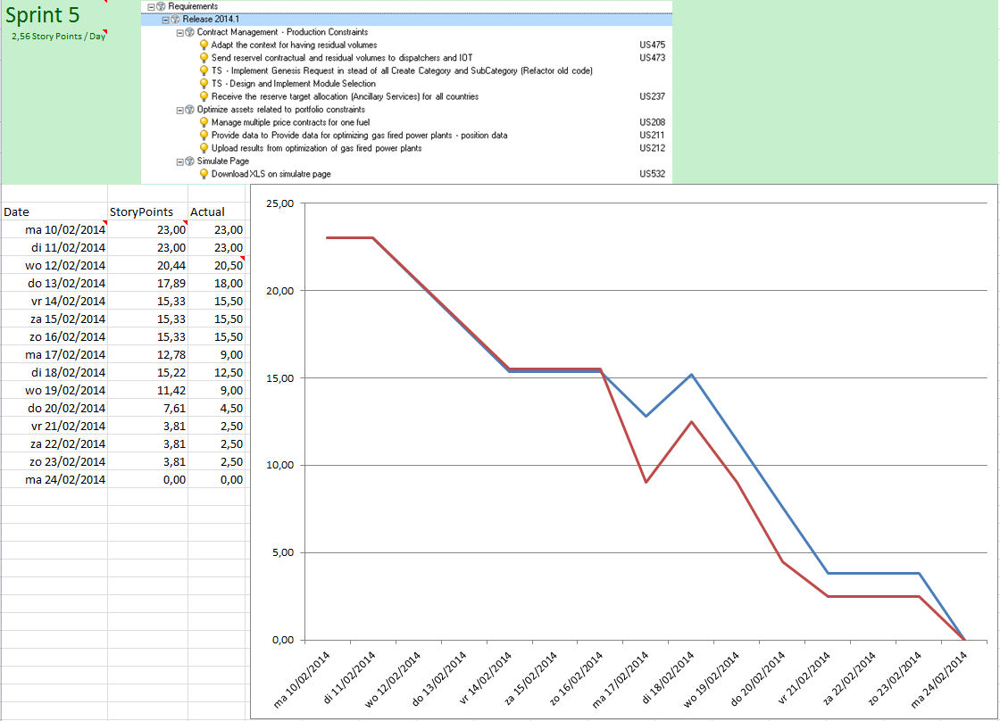 Sprint 5
2,56 Story Points / Day
Requirements
Release 2014.1
Contract Management - Production Constraints
Adapt the context for having residual volumes US475
Send reservel contractual and residual volumes to dispatchers and IOT US473
TS - Implement Genesis Request in stead of all Create Category and SubCategory (Refactor old code)
TS - Design and Implement Module Selection
Receive the reserve target allocation (Ancillary Services) for all countries US237
Optimize assets related to portfolio constraints
Manage multiple price contracts for one fuel US208
Provide data to Provide data for optimizing gas fired power plants - position data US211
Upload results from optimization of gas fired power plants US212
Simulate Page
Download XLS on simulatre page US532
Date StoryPoints Actual
ma 10/02/2014 23,00 23,00
di 11/02/2014 23,00 23,00
wo 12/02/2014 20,44 20,50
do 13/02/2014 17,89 18,00
vr 14/02/2014 15,33 15,50
za 15/02/2014 15,33 15,50
zo 16/02/2014 15,33 15,50
ma 17/02/2014 12,78 9,00
di 18/02/2014 15,22 12,50
wo 19/02/2014 11,42 9,00
do 20/02/2014 7,61 4,50
vr 21/02/2014 3,81 2,50
za 22/02/2014 3,81 2,50
zo 23/02/2014 3,81 2,50
ma 24/02/2014 0,00 0,00
25,00
20,00
15,00
10,00
5,00
0,00
ma 10/02/2014
di 11/02/2014
wo 12/02/2014
do 13/02/2014
vr 14/02/2014
za 15/02/2014
zo 16/02/2014
ma 17/02/2014
di 18/02/2014
wo 19/02/2014
do 20/02/2014
vr 21/02/2014
za 22/02/2014
zo 23/02/2014
ma 24/02/2014